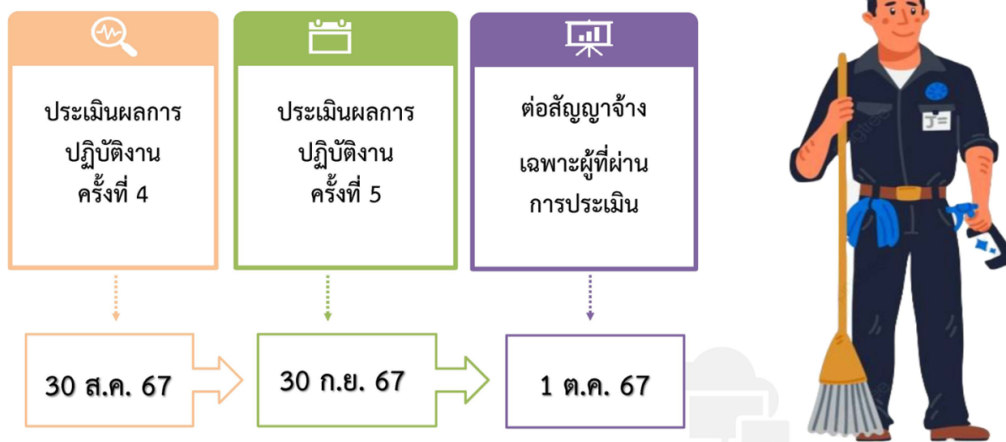 ประเมินผลการ
ปฏิบัติงาน
ครั้งที่ 4
ประเมินผลการ
ปฏิบัติงาน
ครั้งที่ 5
ต่อสัญญาจ้าง
เฉพาะผู้ที่ผ่าน
การประเมิน
30 ส.ค. 67
30 ก.ย. 67
1 ต.ค. 67